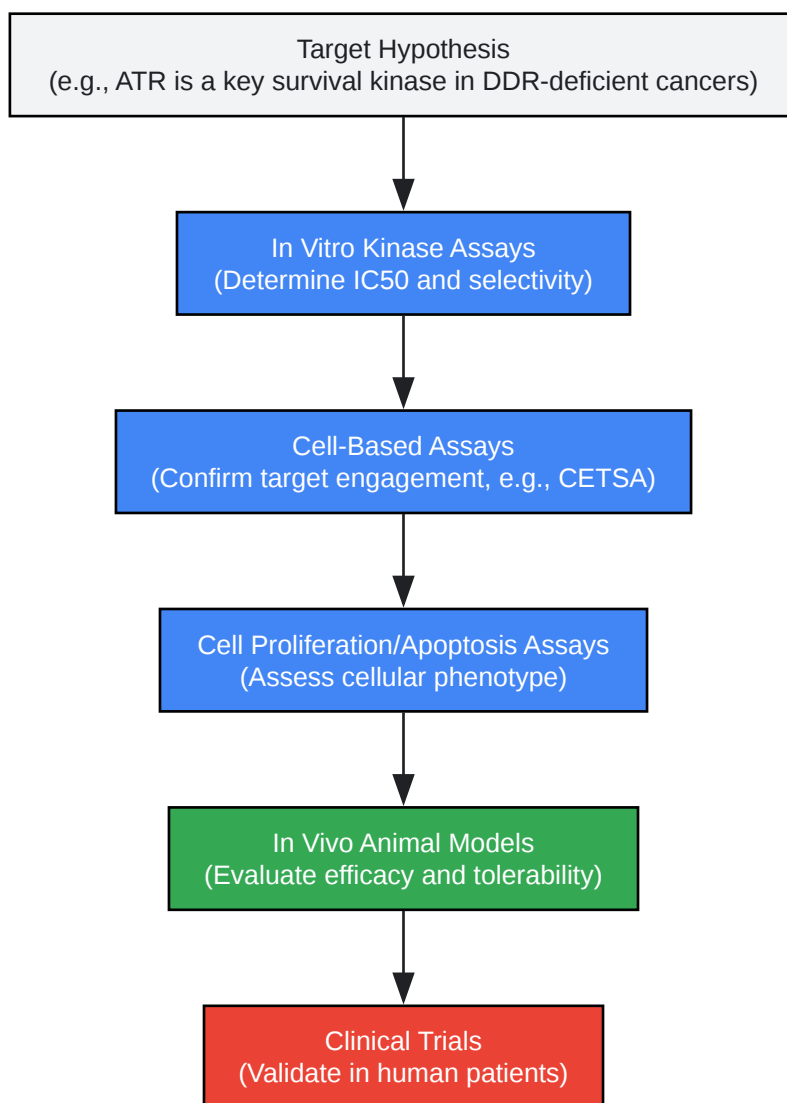 Target Hypothesis
(e.g., ATR is a key survival kinase in DDR-deficient cancers)
In Vitro Kinase Assays
(Determine IC50 and selectivity)
Cell-Based Assays
(Confirm target engagement, e.g., CETSA)
Cell Proliferation/Apoptosis Assays
(Assess cellular phenotype)
In Vivo Animal Models
(Evaluate efficacy and tolerability)
Clinical Trials
(Validate in human patients)